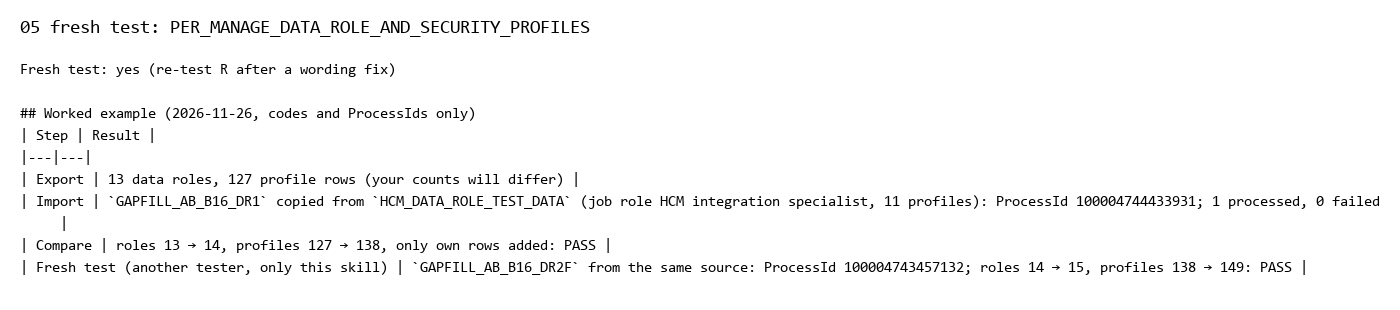 05 fresh test: PER_MANAGE_DATA_ROLE_AND_SECURITY_PROFILES
Fresh test: yes (re-test R after a wording fix)
## Worked example (2026-11-26, codes and ProcessIds only)
| Step | Result |
|---|---|
| Export | 13 data roles, 127 profile rows (your counts will differ) |
| Import | `GAPFILL_AB_B16_DR1` copied from `HCM_DATA_ROLE_TEST_DATA` (job role HCM integration specialist, 11 profiles): ProcessId 100004744433931; 1 processed, 0 failed
|
| Compare | roles 13 → 14, profiles 127 → 138, only own rows added: PASS |
| Fresh test (another tester, only this skill) | `GAPFILL_AB_B16_DR2F` from the same source: ProcessId 100004743457132; roles 14 → 15, profiles 138 → 149: PASS |